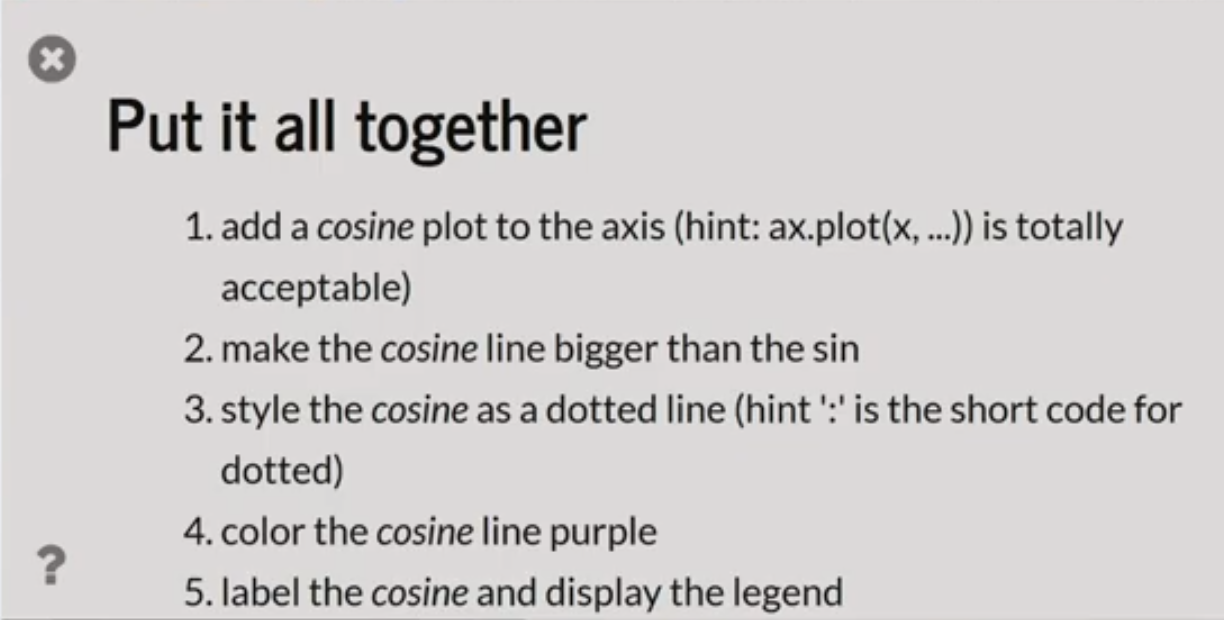 Put it all together
1. add a cosine plot to the axis (hint: ax.plot(x, ...)) is totally
acceptable)
2. make the cosine line bigger than the sin
3. style the cosine as a dotted line (hint ':' is the short code for
dotted)
4. color the cosine line purple
?
5. label the cosine and display the legend